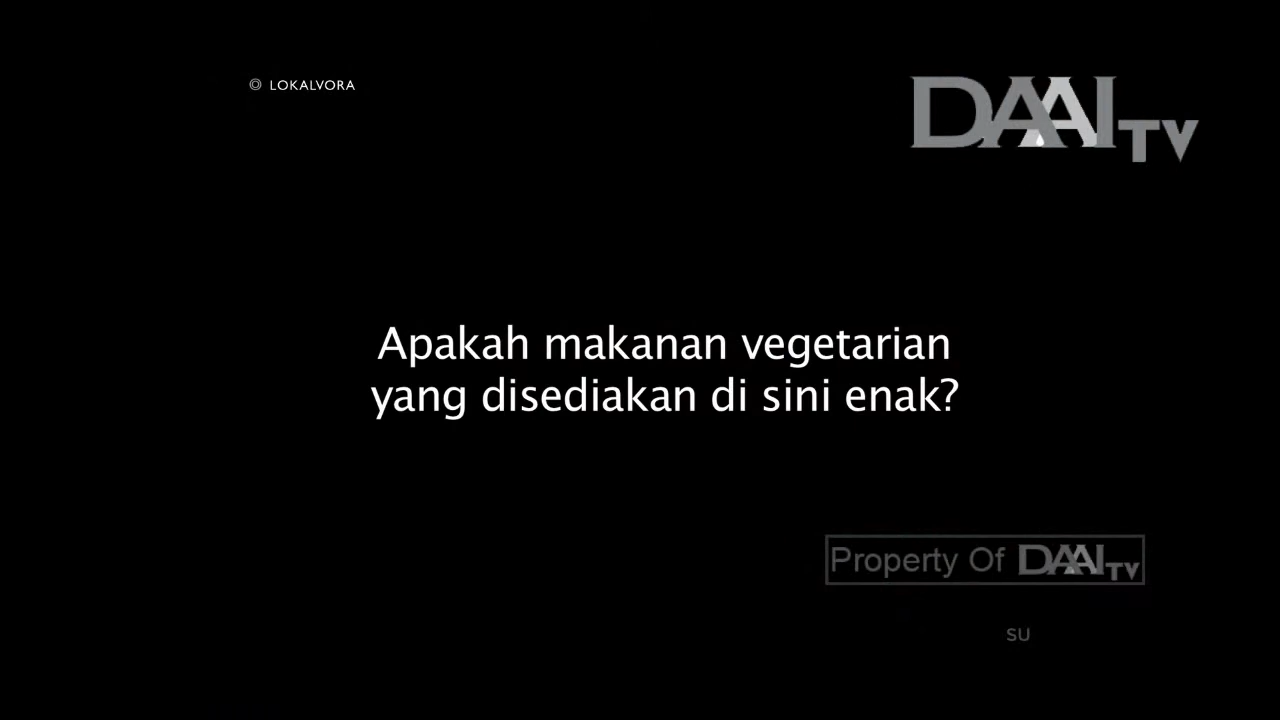 LOKALVORA
DAAI TV
Apakah makanan vegetarian
yang disediakan di sini enak?
Property Of DAAI TV
SU